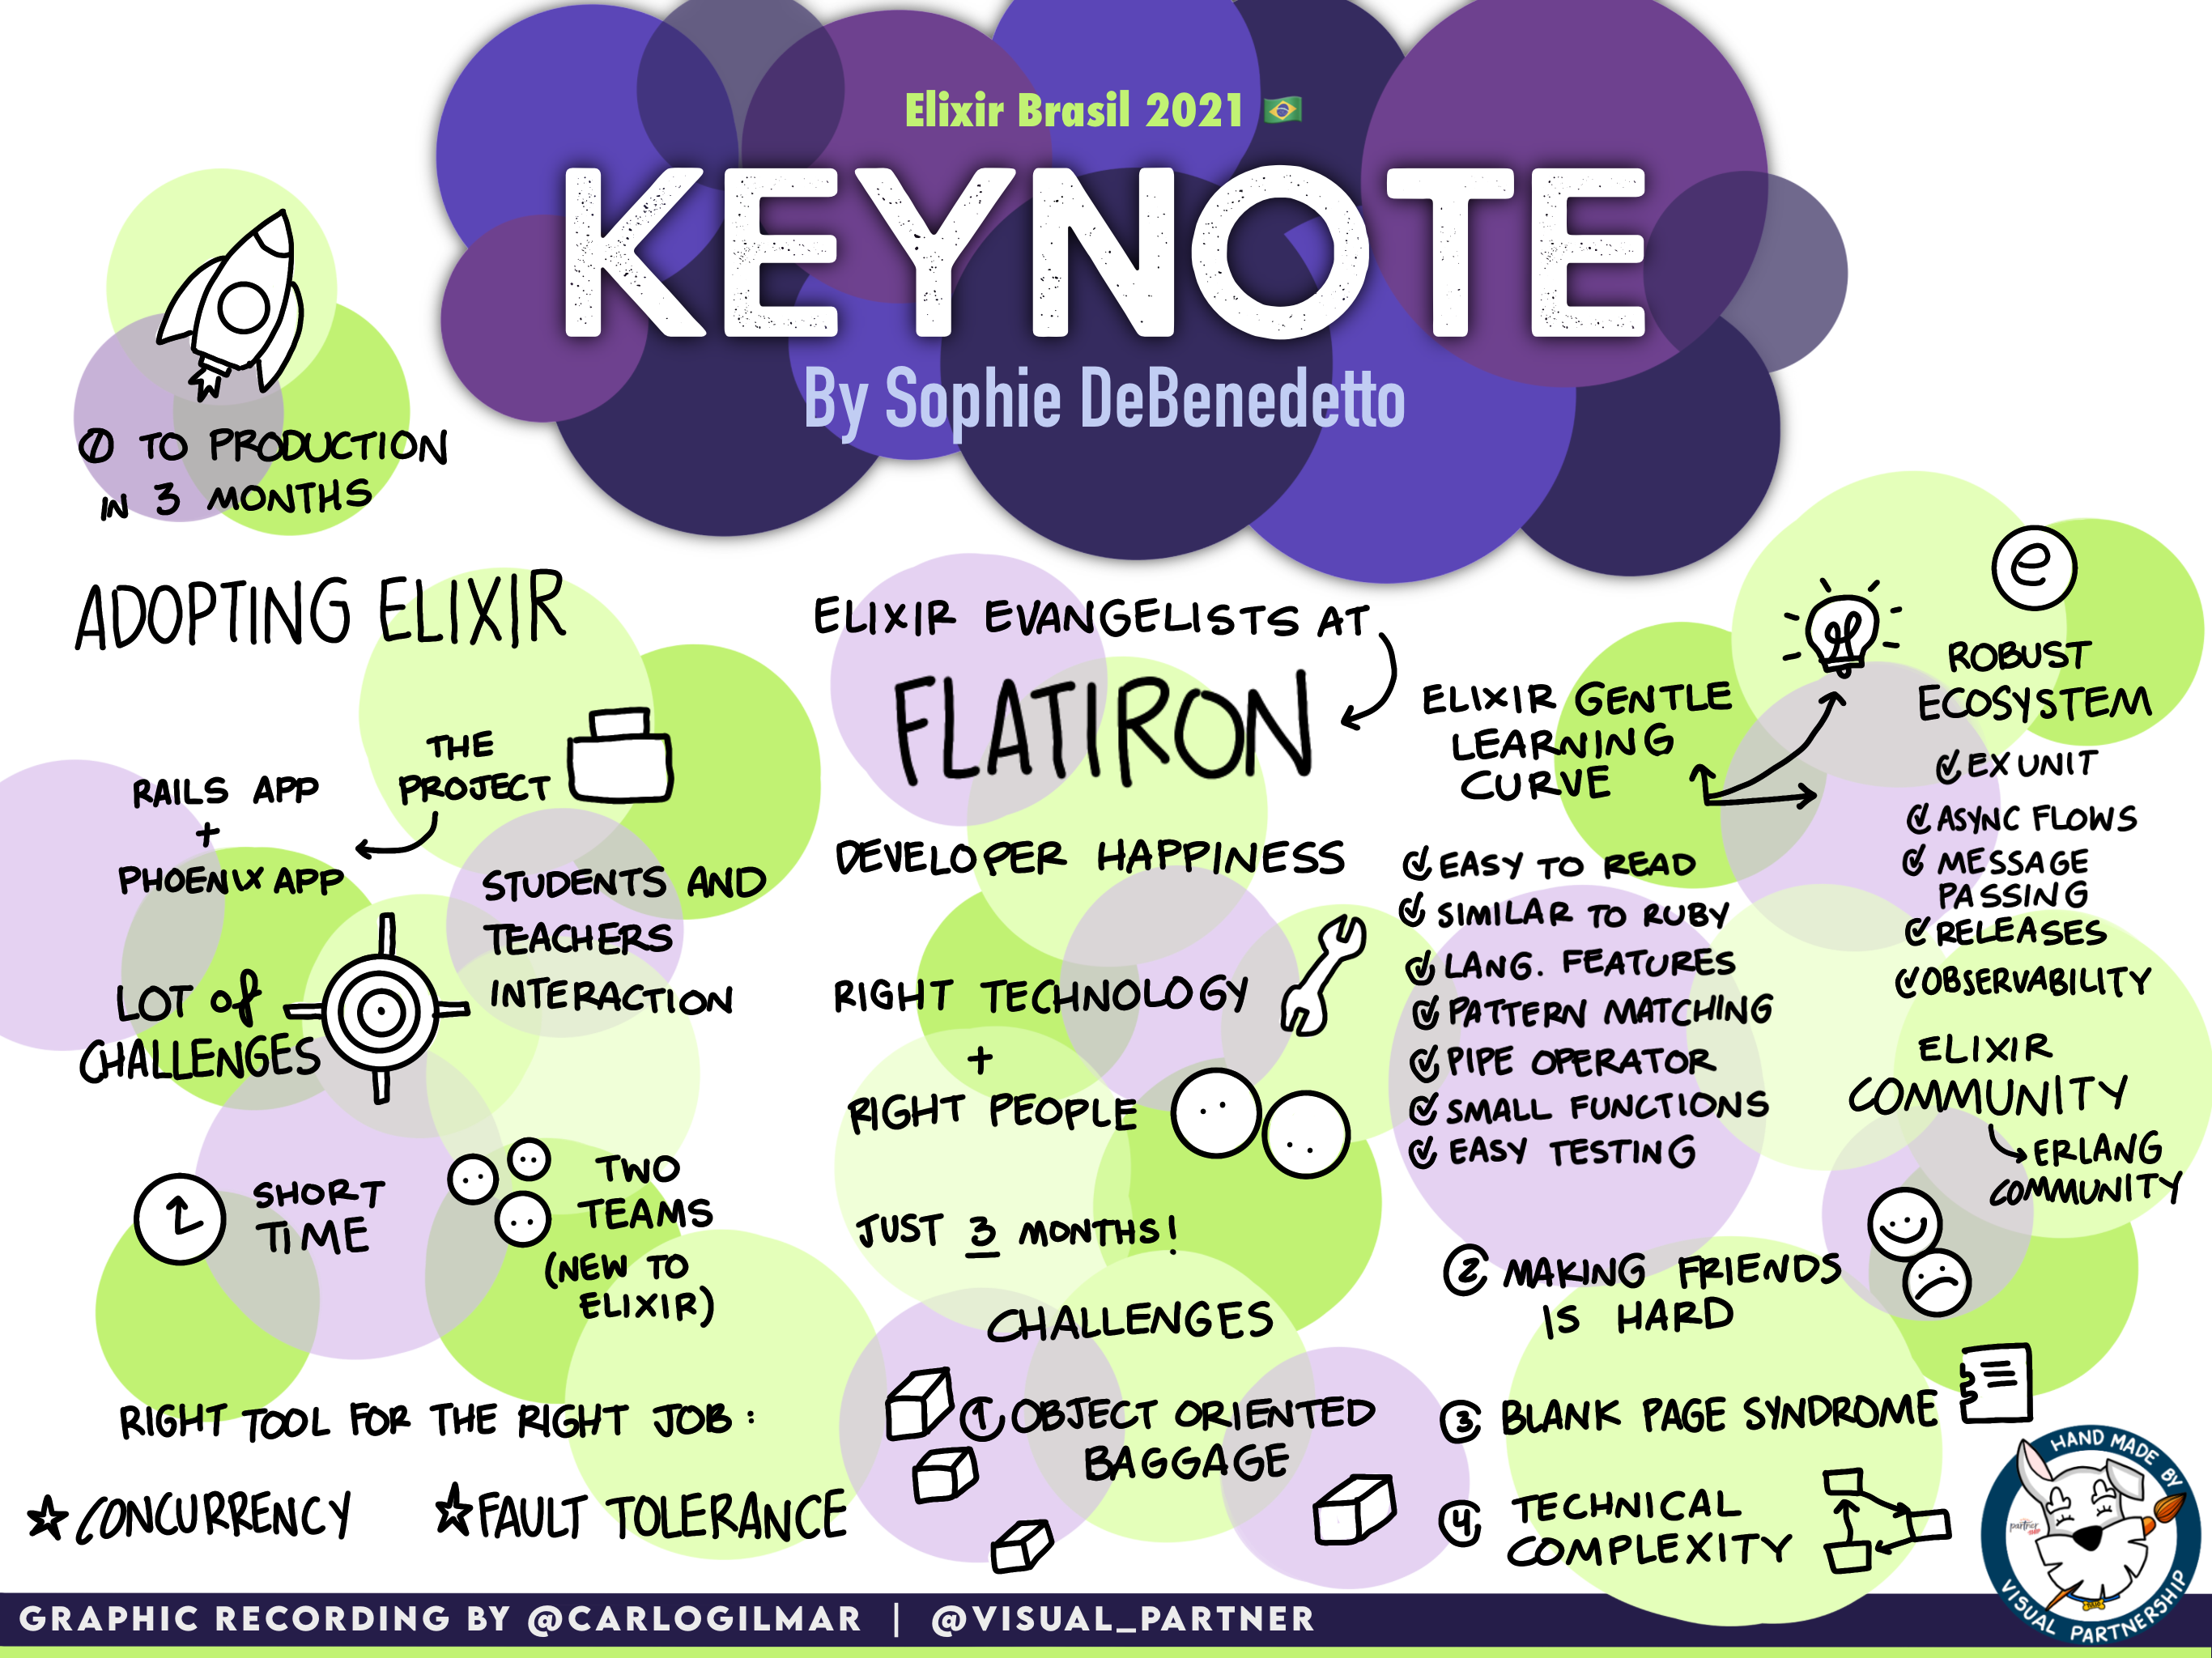 Elixir Brasil 2021
KEYNOTE
By Sophie DeBenedetto
0 TO PRODUCTION
IN 3 MONTHS
ADOPTING ELIXIR
THE
PROJECT
RAILS APP
+
PHOENIX APP
STUDENTS AND
TEACHERS
INTERACTION
LOT of
CHALLENGES
SHORT
TIME
TWO
TEAMS
(NEW TO
ELIXIR)
RIGHT TOOL FOR THE RIGHT JOB:
CONCURRENCY
FAULT TOLERANCE
ELIXIR EVANGELISTS AT
FLATIRON
DEVELOPER HAPPINESS
RIGHT TECHNOLOGY
+
RIGHT PEOPLE
JUST 3 MONTHS!
CHALLENGES
1 OBJECT ORIENTED
BAGGAGE
ELIXIR GENTLE
LEARNING
CURVE
EASY TO READ
SIMILAR TO RUBY
LANG. FEATURES
PATTERN MATCHING
PIPE OPERATOR
SMALL FUNCTIONS
EASY TESTING
2 MAKING FRIENDS
IS HARD
3 BLANK PAGE SYNDROME
4 TECHNICAL
COMPLEXITY
e
ROBUST
ECOSYSTEM
EXUNIT
ASYNC FLOWS
MESSAGE
PASSING
RELEASES
OBSERVABILITY
ELIXIR
COMMUNITY
ERLANG
COMMUNITY
HAND MADE BY
VISUAL PARTNERSHIP
GRAPHIC RECORDING BY @CARLOGILMAR | @VISUAL_PARTNER